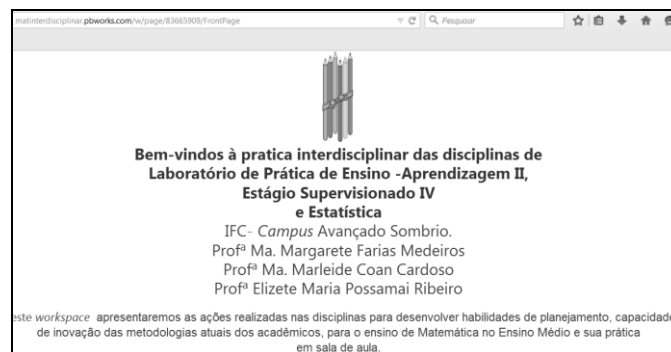 matinterdisciplinar.pbworks.com/w/page/83665909/FrontPage
Pesquisar
Bem-vindos à pratica interdisciplinar das disciplinas de
Laboratório de Prática de Ensino -Aprendizagem II,
Estágio Supervisionado IV
e Estatística
IFC- Campus Avançado Sombrio.
Profª Ma. Margarete Farias Medeiros
Profª Ma. Marleide Coan Cardoso
Profª Elizete Maria Possamai Ribeiro
este workspace apresentaremos as ações realizadas nas disciplinas para desenvolver habilidades de planejamento, capacidade
de inovação das metodologias atuais dos acadêmicos, para o ensino de Matemática no Ensino Médio e sua prática
em sala de aula.